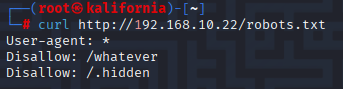 ┌──(root㉿kalifornia)-[~]
└─# curl http://192.168.10.22/robots.txt
User-agent: *
Disallow: /whatever
Disallow: /.hidden